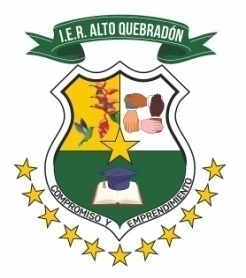 I.E.R. ALTO QUEBRADÓN
COMPROMISO Y EMPRENDIMIENTO